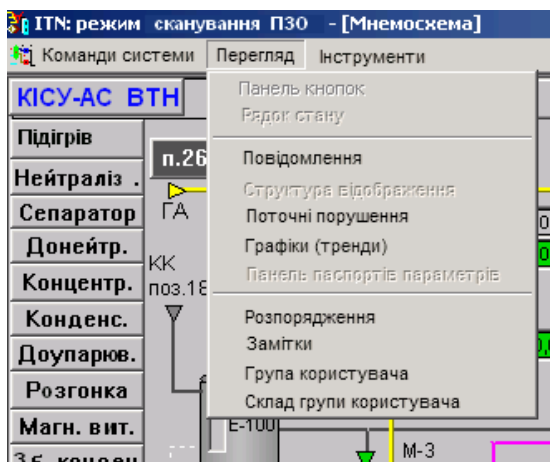 ITN: режим сканування ПЗО - [Мнемосхема]
Команди системи Перегляд Інструменти
КІСУ-АС ВТН
Панель кнопок
Рядок стану
Підігрів
п.26
Повідомлення
Нейтраліз .
Структура відображення
Сепаратор
ГА
Поточні порушення
Донейтр.
Графіки (тренди)
КК
Панель паспортів параметрів
Концентр.
поз.18
Розпорядження
Конденс.
Замітки
Доупарюв.
Група користувача
Розгонка
Склад групи користувача
Магн. вит.
Е-100
М-3